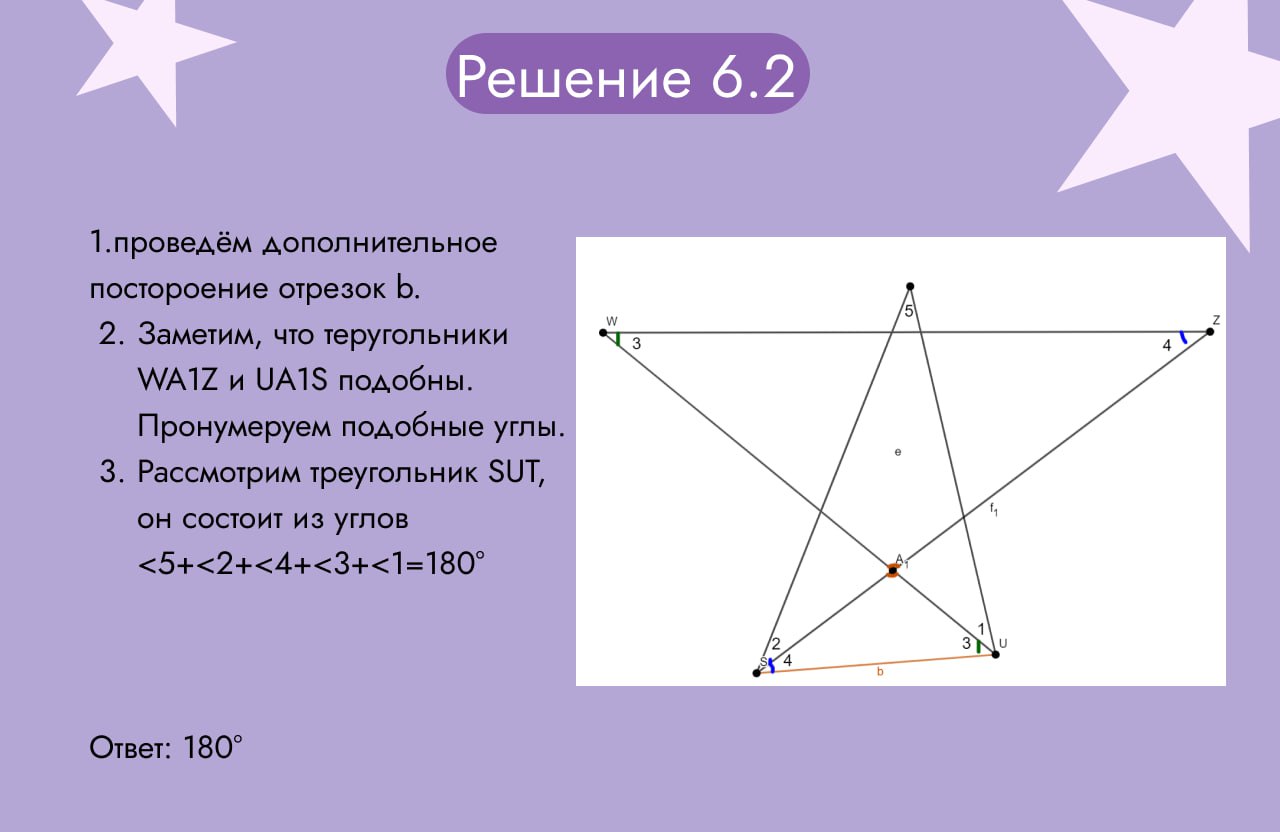 Решение 6.2
1.проведём дополнительное
постороение отрезок b.
2. Заметим, что теругольники
WA1Z и UA1S подобны.
Пронумеруем подобные углы.
3. Рассмотрим треугольник SUT,
он состоит из углов
<5+<2+<4+<3+<1=180°
Ответ: 180°
5
W
Z
3
4
e
f₁
A₁
2
1
3
U
S
4
b